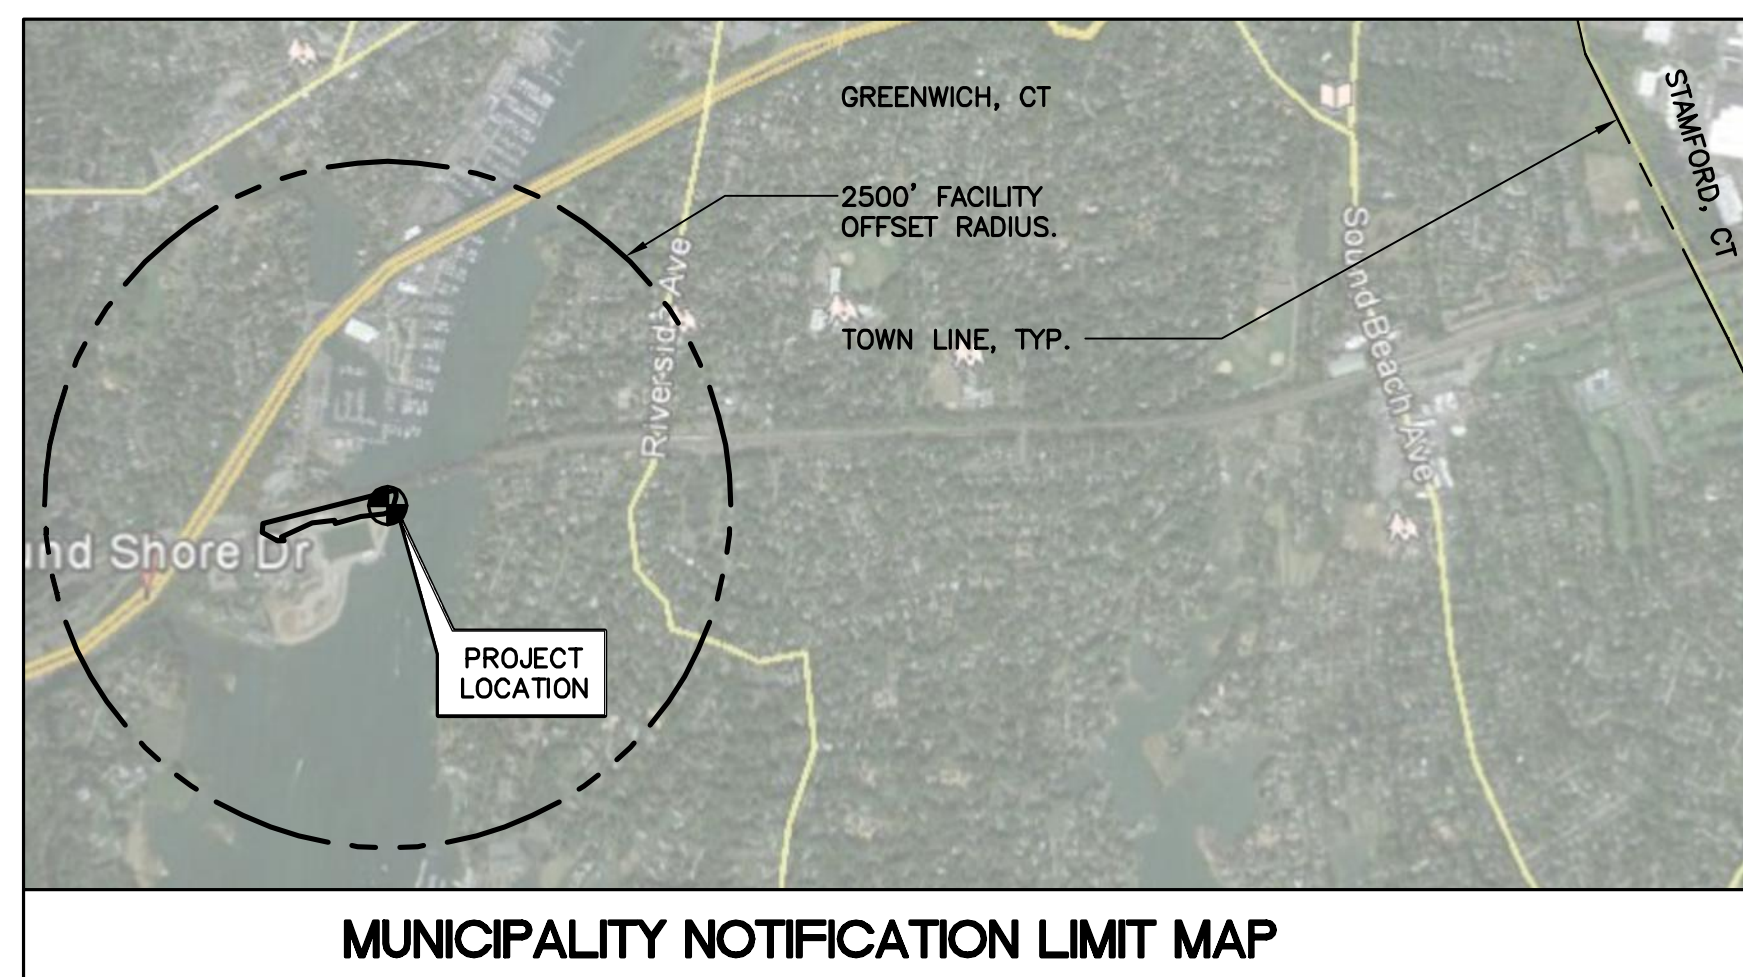 GREENWICH, CT
STAMFORD, CT
2500' FACILITY
OFFSET RADIUS.
Riverside Ave
Sound Beach Ave
TOWN LINE, TYP.
und Shore Dr
PROJECT
LOCATION
MUNICIPALITY NOTIFICATION LIMIT MAP